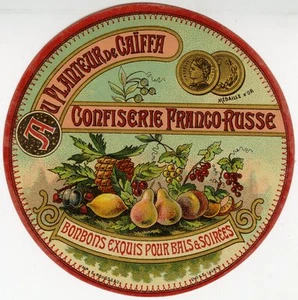 AU PLANTEUR DE CAÏFFA
MÉDAILLE D'OR
CONFISERIE FRANCO-RUSSE
BONBONS EXQUIS POUR BALS & SOIRÉES